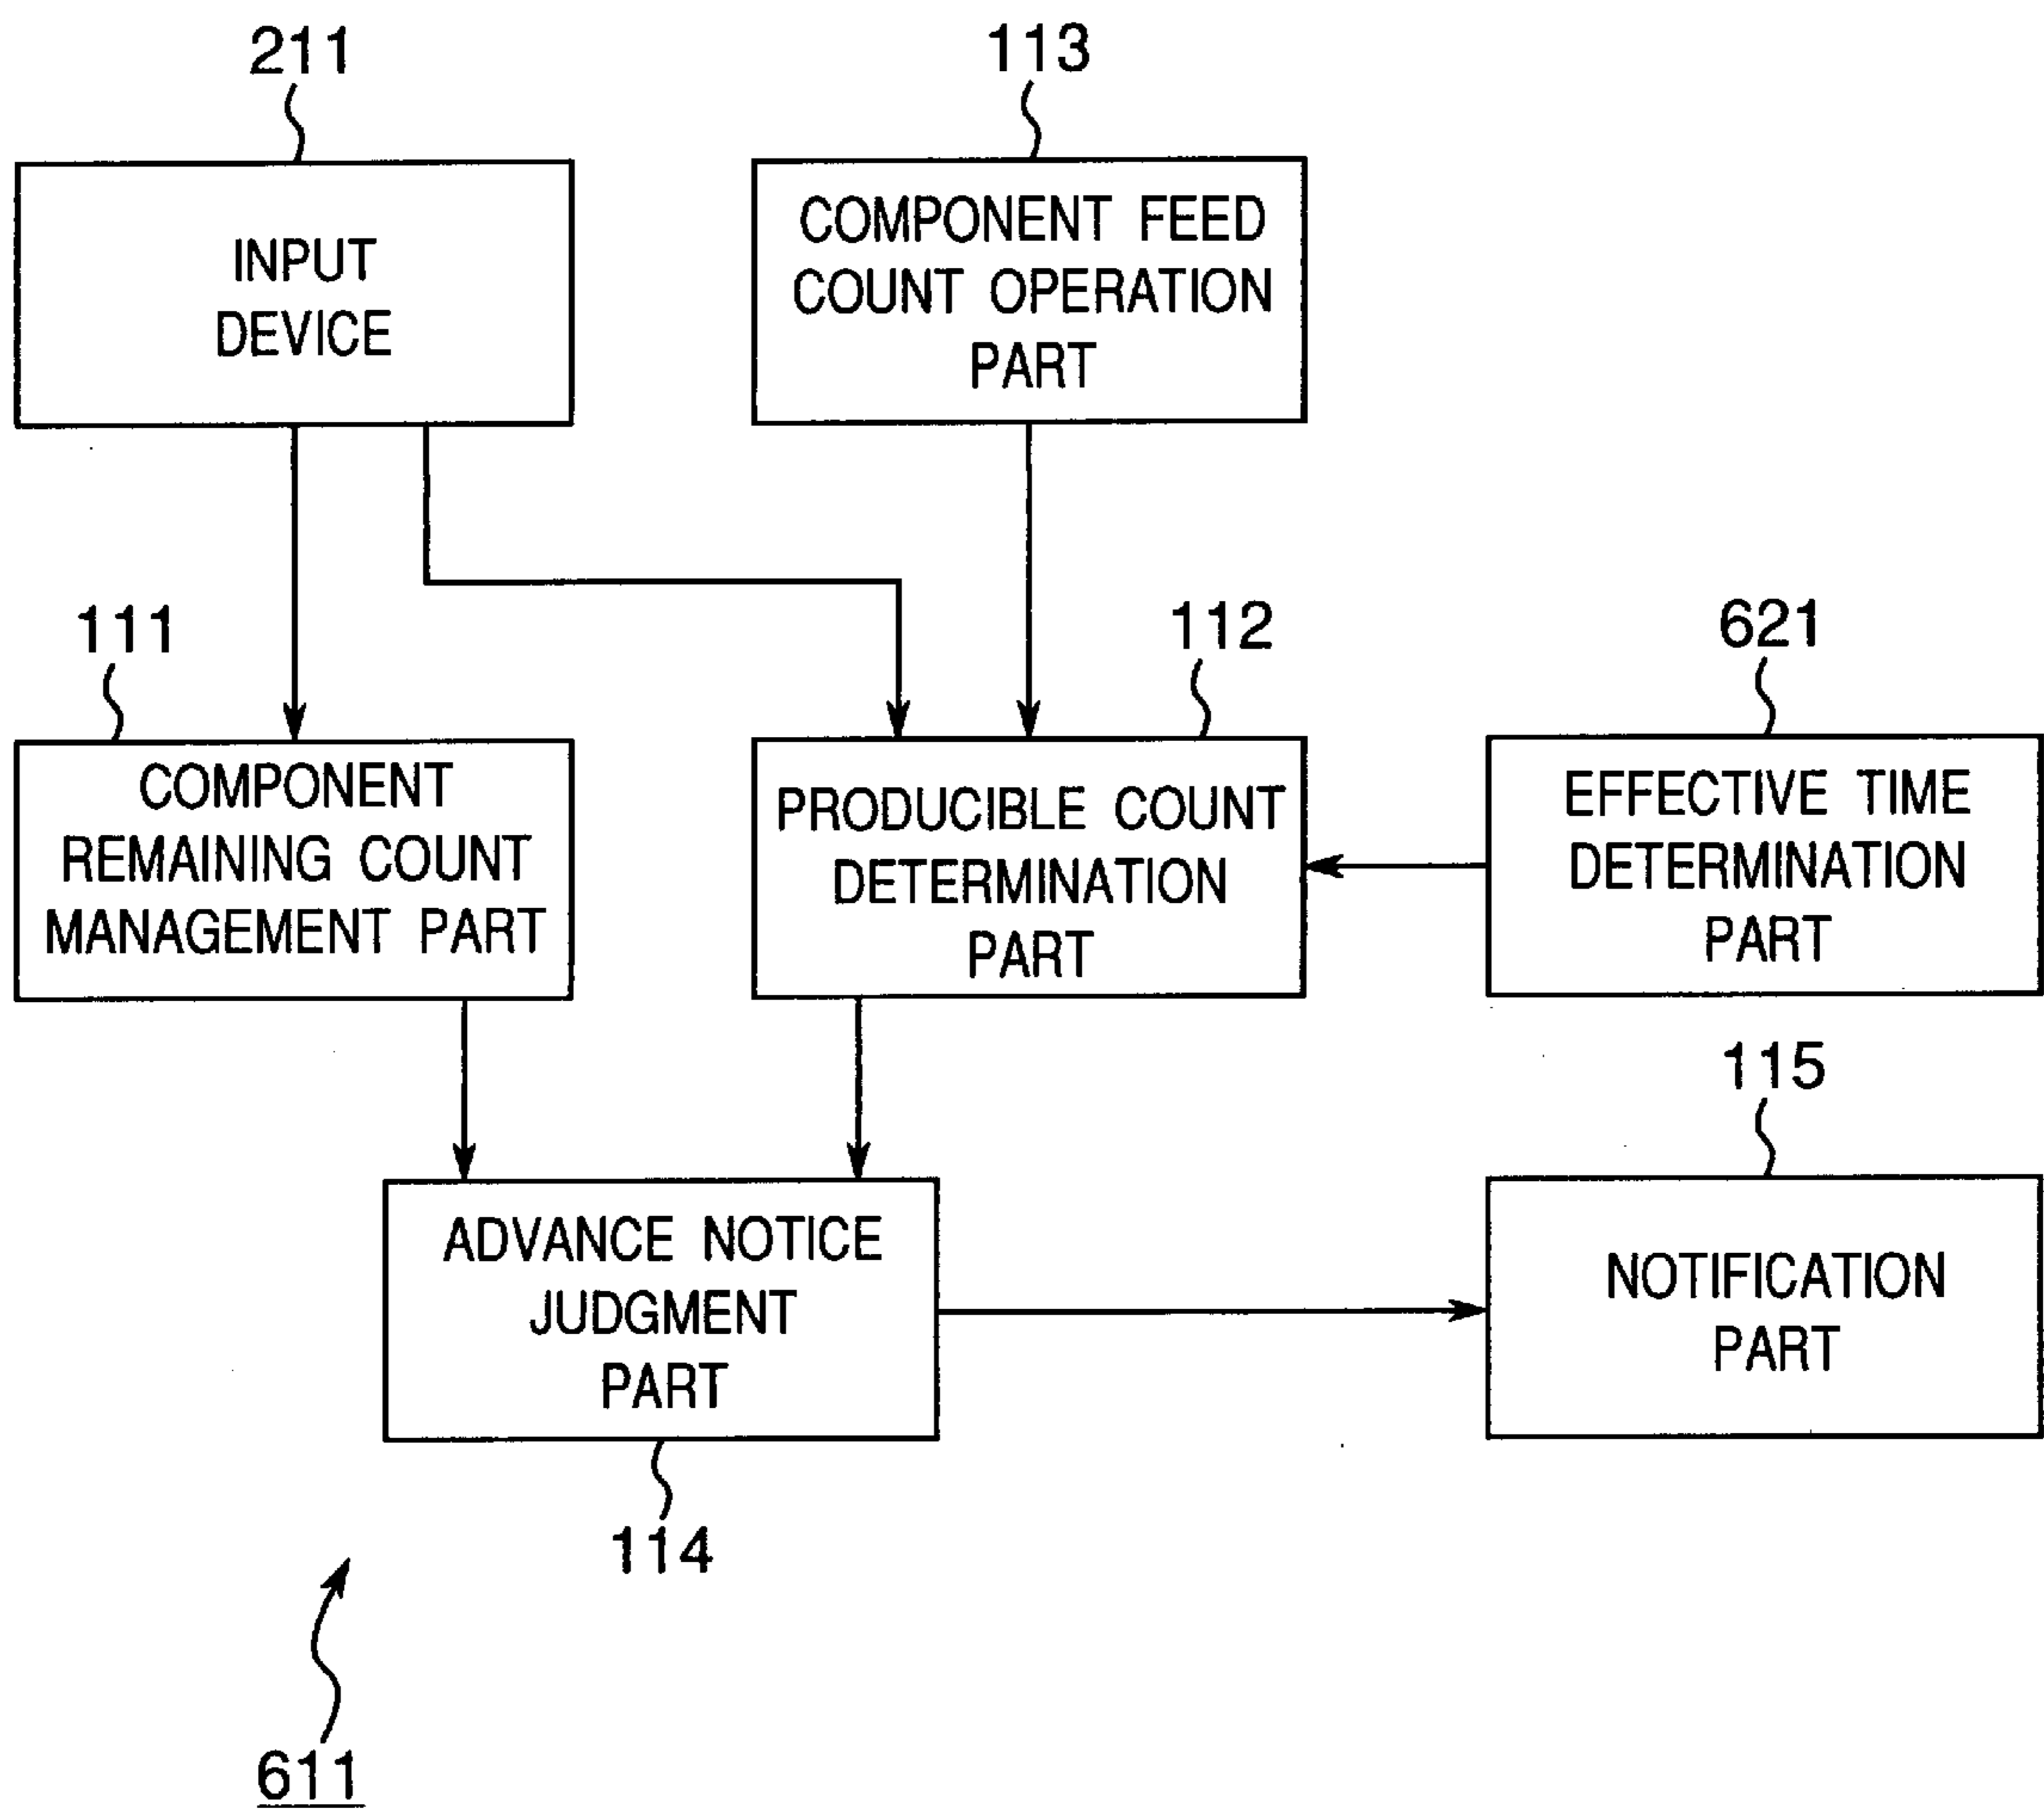 211
113
INPUT
DEVICE
COMPONENT FEED
COUNT OPERATION
PART
111
112
621
COMPONENT
REMAINING COUNT
MANAGEMENT PART
PRODUCIBLE COUNT
DETERMINATION
PART
EFFECTIVE TIME
DETERMINATION
PART
115
ADVANCE NOTICE
JUDGMENT
PART
NOTIFICATION
PART
114
611